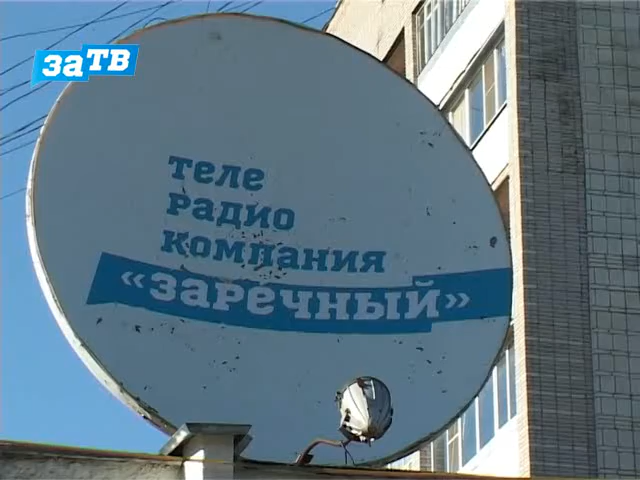 заТВ
теле
радио
компания
«заречный»